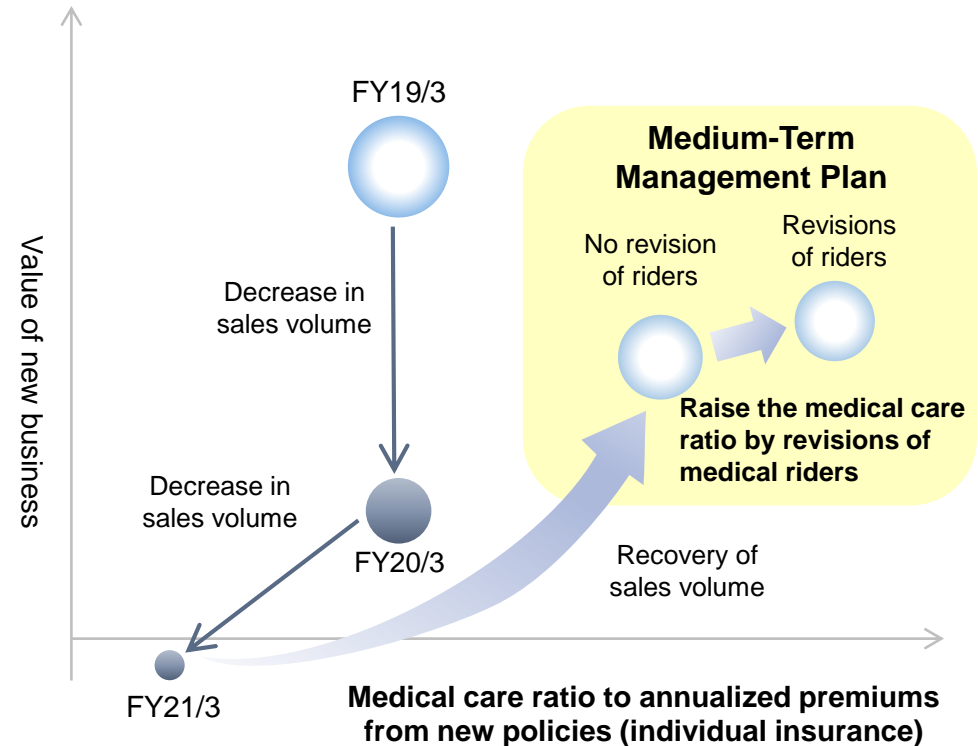 FY19/3
Medium-Term
Management Plan
Revisions
of riders
No revision
of riders
Value of new business
Decrease in
sales volume
Raise the medical care
ratio by revisions of
medical riders
Decrease in
sales volume
FY20/3
Recovery of
sales volume
FY21/3
Medical care ratio to annualized premiums
from new policies (individual insurance)